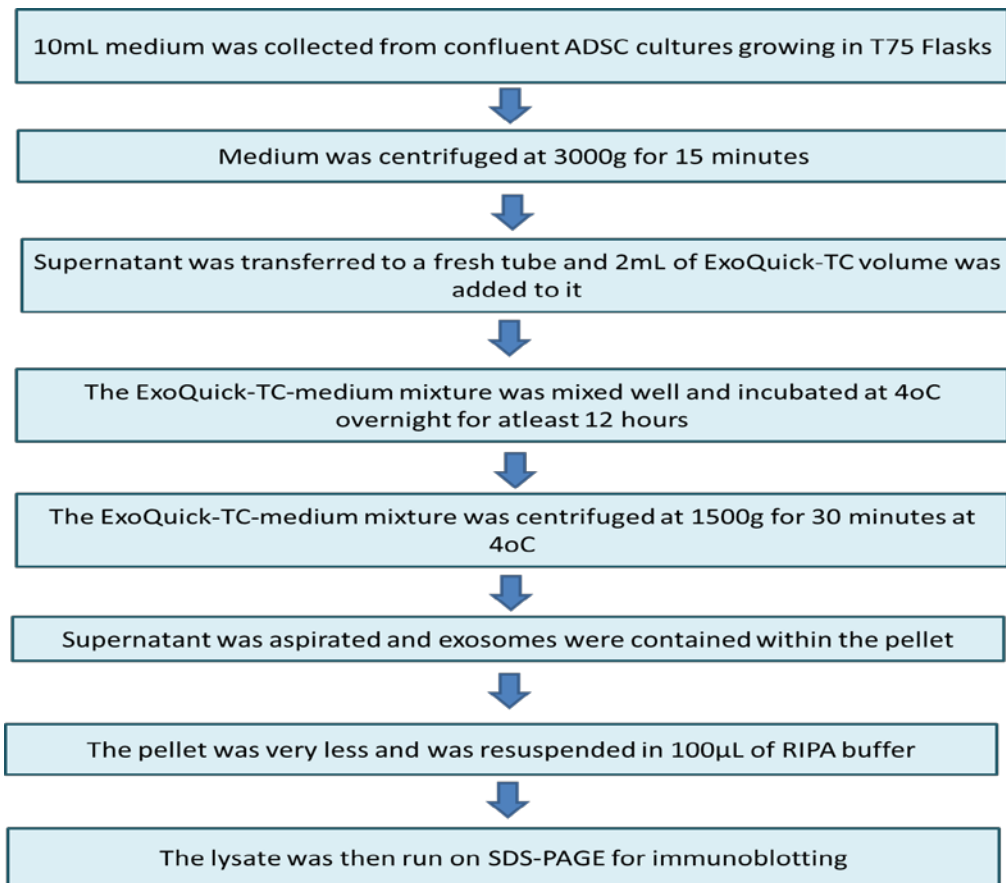 10mL medium was collected from confluent ADSC cultures growing in T75 Flasks
Medium was centrifuged at 3000g for 15 minutes
Supernatant was transferred to a fresh tube and 2mL of ExoQuick-TC volume was
added to it
The ExoQuick-TC-medium mixture was mixed well and incubated at 4oC
overnight for atleast 12 hours
The ExoQuick-TC-medium mixture was centrifuged at 1500g for 30 minutes at
4oC
Supernatant was aspirated and exosomes were contained within the pellet
The pellet was very less and was resuspended in 100µL of RIPA buffer
The lysate was then run on SDS-PAGE for immunoblotting